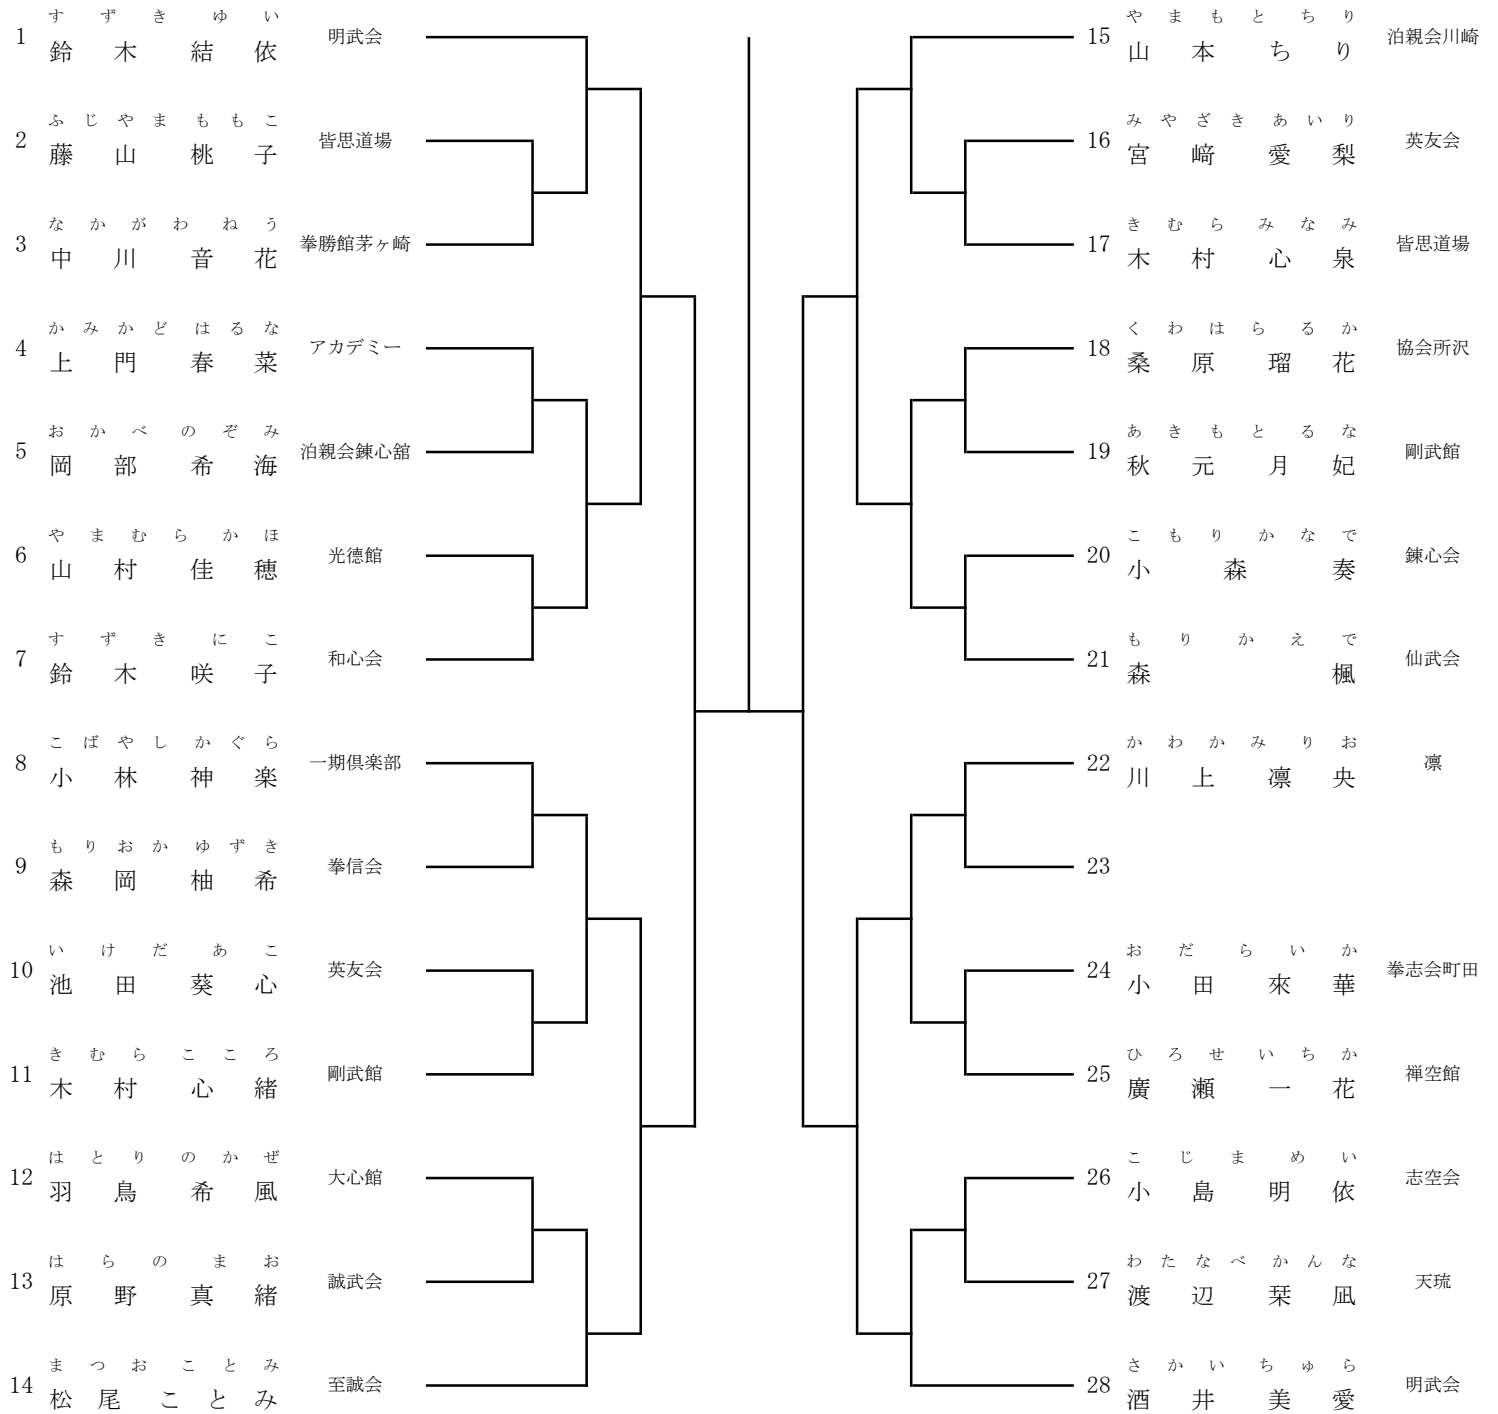 すずき ゆい
1 鈴木 結依 明武会
ふじやま ももこ
2 藤山 桃子 皆思道場
なかがわ ねう
3 中川 音花 拳勝館茅ヶ崎
かみかど はるな
4 上門 春菜 アカデミー
おかべ のぞみ
5 岡部 希海 泊親会錬心舘
やまむら かほ
6 山村 佳穂 光德館
すずき にこ
7 鈴木 咲子 和心会
こばやし かぐら
8 小林 神楽 一期倶楽部
もりおか ゆずき
9 森岡 柚希 拳信会
いけだ あこ
10 池田 葵心 英友会
きむら こころ
11 木村 心緒 剛武館
はとり のかぜ
12 羽鳥 希風 大心館
はらの まお
13 原野 真緒 誠武会
まつお ことみ
14 松尾 ことみ 至誠会
やまもと ちり
15 山本 ちり 泊親会川崎
みやざき あいり
16 宮﨑 愛梨 英友会
きむら みなみ
17 木村 心泉 皆思道場
くわはら るか
18 桑原 瑠花 協会所沢
あきもと るな
19 秋元 月妃 剛武館
こもり かなで
20 小森 奏 錬心会
もり かえで
21 森 楓 仙武会
かわかみ りお
22 川上 凛央 凛
23
おだ らいか
24 小田 來華 拳志会町田
ひろせ いちか
25 廣瀬 一花 禅空館
こじま めい
26 小島 明依 志空会
わたなべ かんな
27 渡辺 栞凪 天琉
さかい ちゅら
28 酒井 美愛 明武会